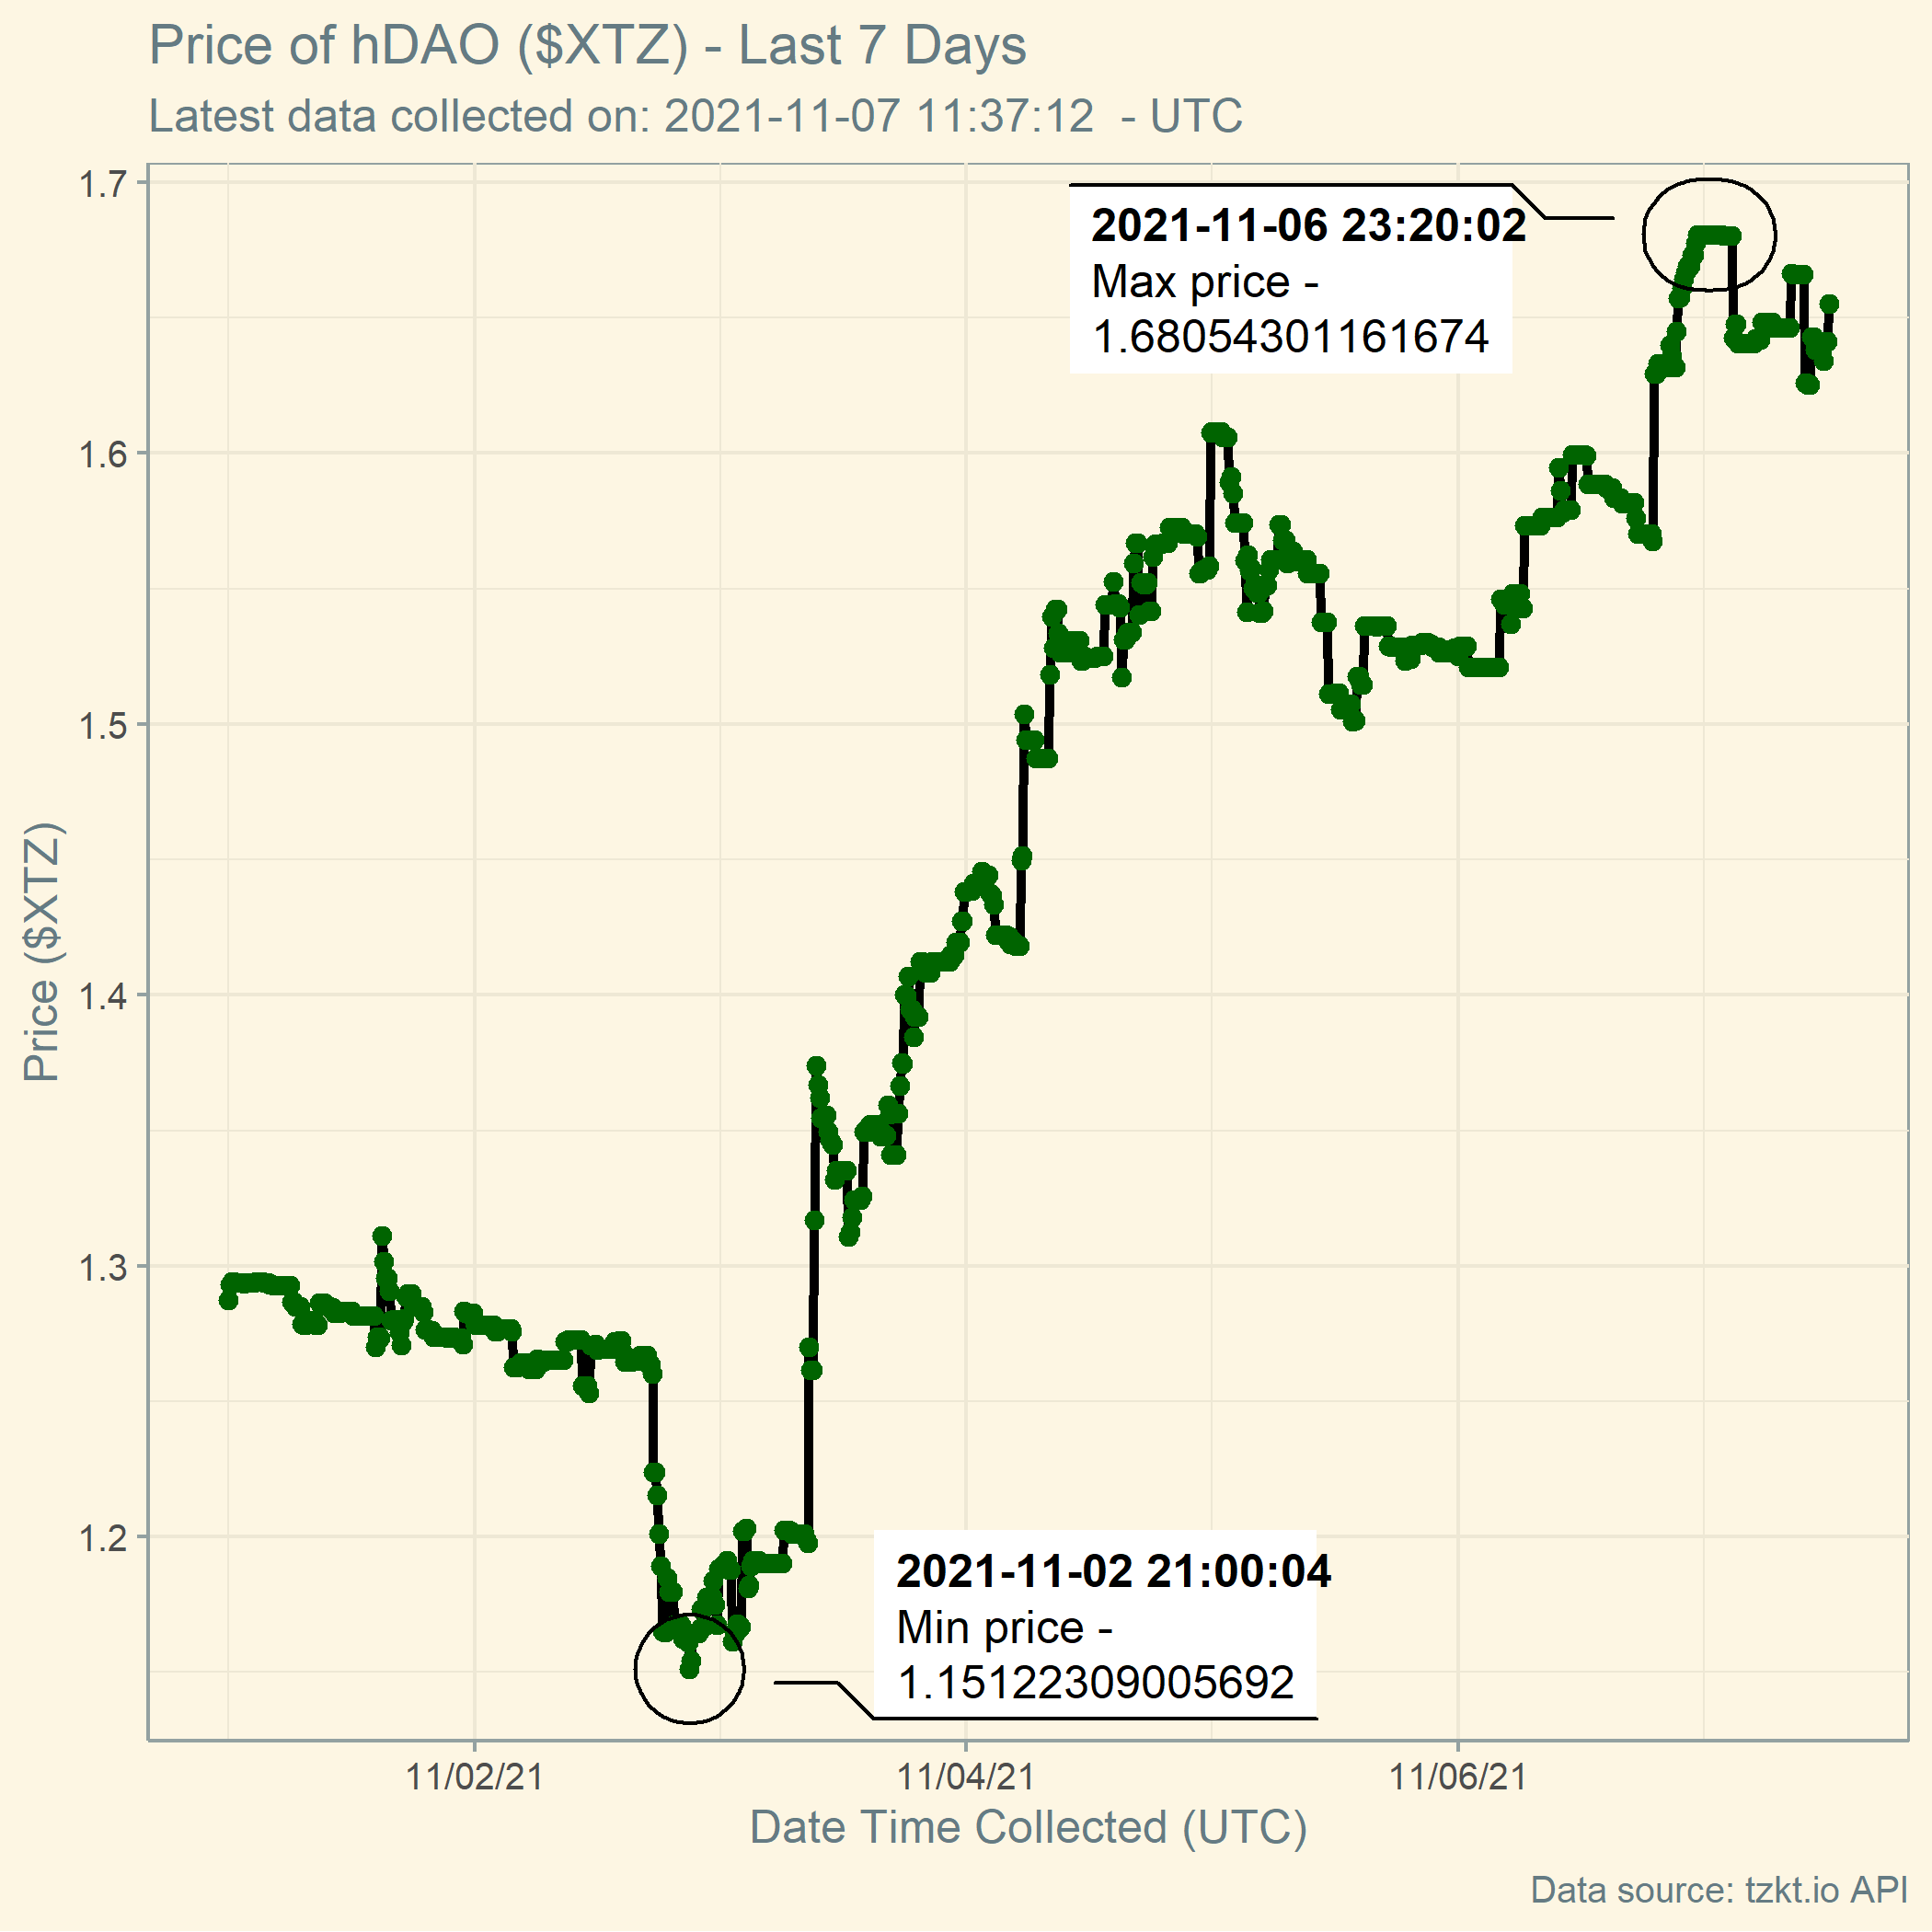 Price of hDAO ($XTZ) - Last 7 Days
Latest data collected on: 2021-11-07 11:37:12 - UTC
1.7
2021-11-06 23:20:02
Max price -
1.68054301161674
1.6
1.5
Price ($XTZ)
1.4
1.3
1.2
2021-11-02 21:00:04
Min price -
1.15122309005692
11/02/21
11/04/21
11/06/21
Date Time Collected (UTC)
Data source: tzkt.io API